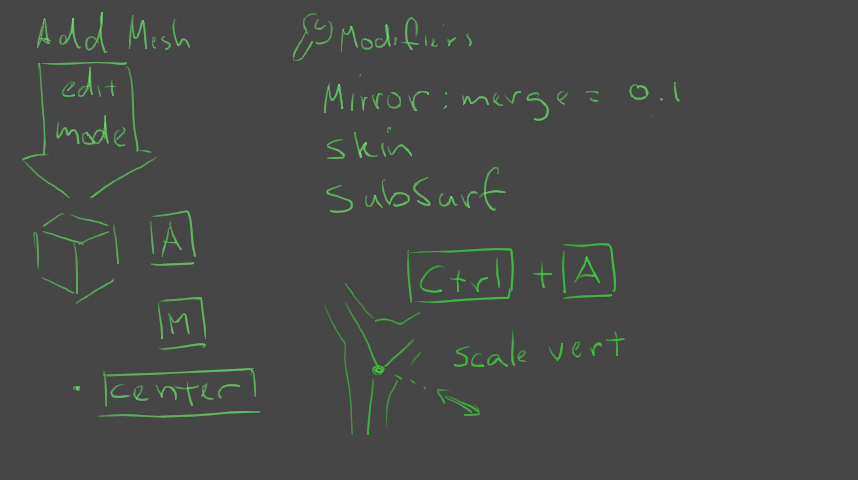 Add Mesh
edit
mode
A
M
center
Modifiers
Mirror: merge = 0.1
skin
SubSurf
Ctrl + A
scale vert